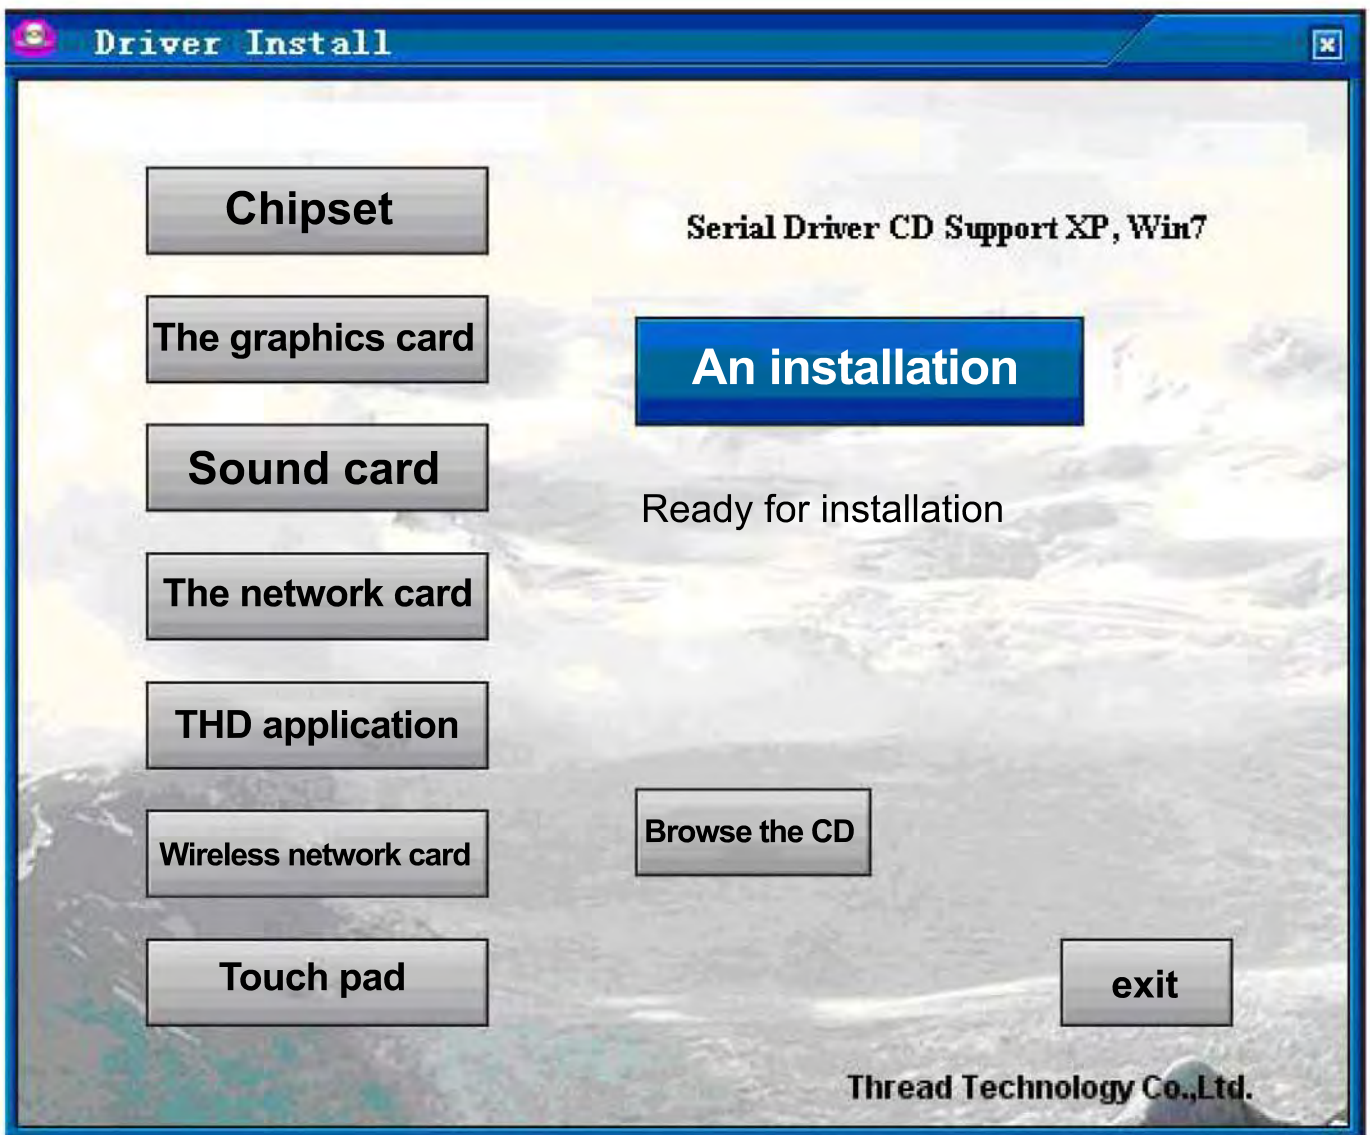 Driver Install
Chipset
The graphics card
Sound card
The network card
THD application
Wireless network card
Touch pad
Serial Driver CD Support XP, Win7
An installation
Ready for installation
Browse the CD
exit
Thread Technology Co.,Ltd.